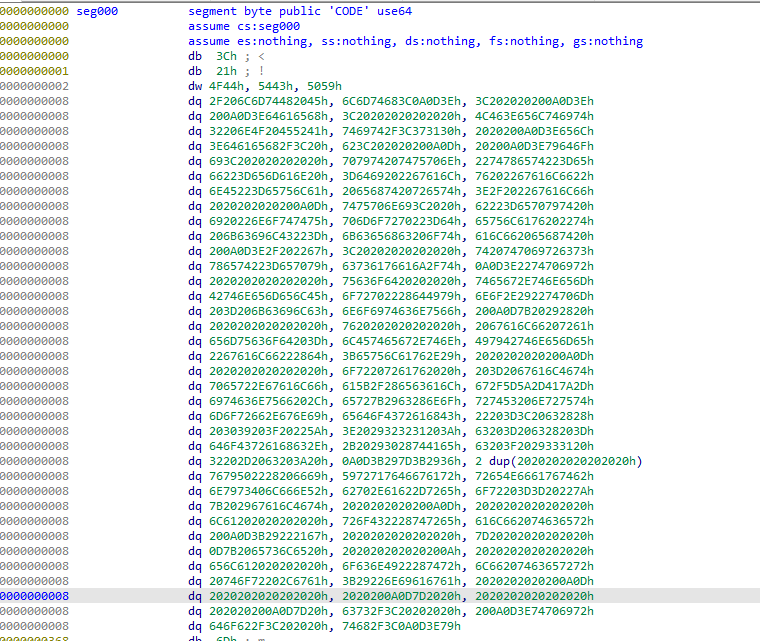 0000000000 seg000 segment byte public 'CODE' use64
0000000000 assume cs:seg000
0000000000 assume es:nothing, ss:nothing, ds:nothing, fs:nothing, gs:nothing
0000000000 db 3Ch ; <
0000000001 db 21h ; !
0000000002 dw 4F44h, 5443h, 5059h
0000000008 dq 2F206C6D74482045h, 6C6D74683C0A0D3Eh, 3C202020200A0D3Eh
0000000008 dq 200A0D3E64616568h, 3C20202020202020h, 4C463E656C746974h
0000000008 dq 32206E4F20455241h, 7469742F3C373130h, 2020200A0D3E656Ch
0000000008 dq 3E646165682F3C20h, 623C202020200A0Dh, 20200A0D3E79646Fh
0000000008 dq 693C202020202020h, 707974207475706Eh, 2274786574223D65h
0000000008 dq 66223D656D616E20h, 3D6469202267616Ch, 76202267616C6622h
0000000008 dq 6E45223D65756C61h, 2065687420726574h, 3E2F202267616C66h
0000000008 dq 2020202020200A0Dh, 7475706E693C2020h, 62223D6570797420h
0000000008 dq 6920226E6F747475h, 706D6F7270223D64h, 65756C6176202274h
0000000008 dq 206B63696C43223Dh, 6B63656863206F74h, 616C662065687420h
0000000008 dq 200A0D3E2F202267h, 3C20202020202020h, 7420747069726373h
0000000008 dq 786574223D657079h, 63736176616A2F74h, 0A0D3E2274706972h
0000000008 dq 2020202020202020h, 75636F6420202020h, 7465672E746E656Dh
0000000008 dq 42746E656D656C45h, 6F72702228644979h, 6E6F2E292274706Dh
0000000008 dq 203D206B63696C63h, 6E6F6974636E7566h, 200A0D7B20292820h
0000000008 dq 2020202020202020h, 7620202020202020h, 2067616C66207261h
0000000008 dq 656D75636F64203Dh, 6C457465672E746Eh, 497942746E656D65h
0000000008 dq 2267616C66222864h, 3B65756C61762E29h, 2020202020200A0Dh
0000000008 dq 2020202020202020h, 6F72207261762020h, 203D2067616C4674h
0000000008 dq 7065722E67616C66h, 615B2F286563616Ch, 672F5D5A2D417A2Dh
0000000008 dq 6974636E7566202Ch, 65727B2963286E6Fh, 727453206E727574h
0000000008 dq 6D6F72662E676E69h, 65646F4372616843h, 22203D3C20632828h
0000000008 dq 203039203F20225Ah, 3E2029323231203Ah, 63203D206328203Dh
0000000008 dq 646F43726168632Eh, 2B20293028744165h, 63203F2029333120h
0000000008 dq 32202D2063203A20h, 0A0D3B297D3B2936h, 2 dup(2020202020202020h)
0000000008 dq 7679502228206669h, 5972717646676172h, 72654E6661767462h
0000000008 dq 6E7973406C666E52h, 62702E61622D7265h, 6F72203D3D20227Ah
0000000008 dq 7B202967616C4674h, 2020202020200A0Dh, 2020202020202020h
0000000008 dq 6C61202020202020h, 726F432228747265h, 616C662074636572h
0000000008 dq 200A0D3B29222167h, 2020202020202020h, 7D20202020202020h
0000000008 dq 0D7B2065736C6520h, 202020202020200Ah, 2020202020202020h
0000000008 dq 656C612020202020h, 6F636E4922287472h, 6C66207463657272h
0000000008 dq 20746F72202C6761h, 3B29226E69616761h, 2020202020200A0Dh
0000000008 dq 2020202020202020h, 2020200A0D7D2020h, 2020202020202020h
0000000008 dq 202020200A0D7D20h, 63732F3C20202020h, 200A0D3E74706972h
0000000008 dq 646F622F3C202020h, 74682F3C0A0D3E79h